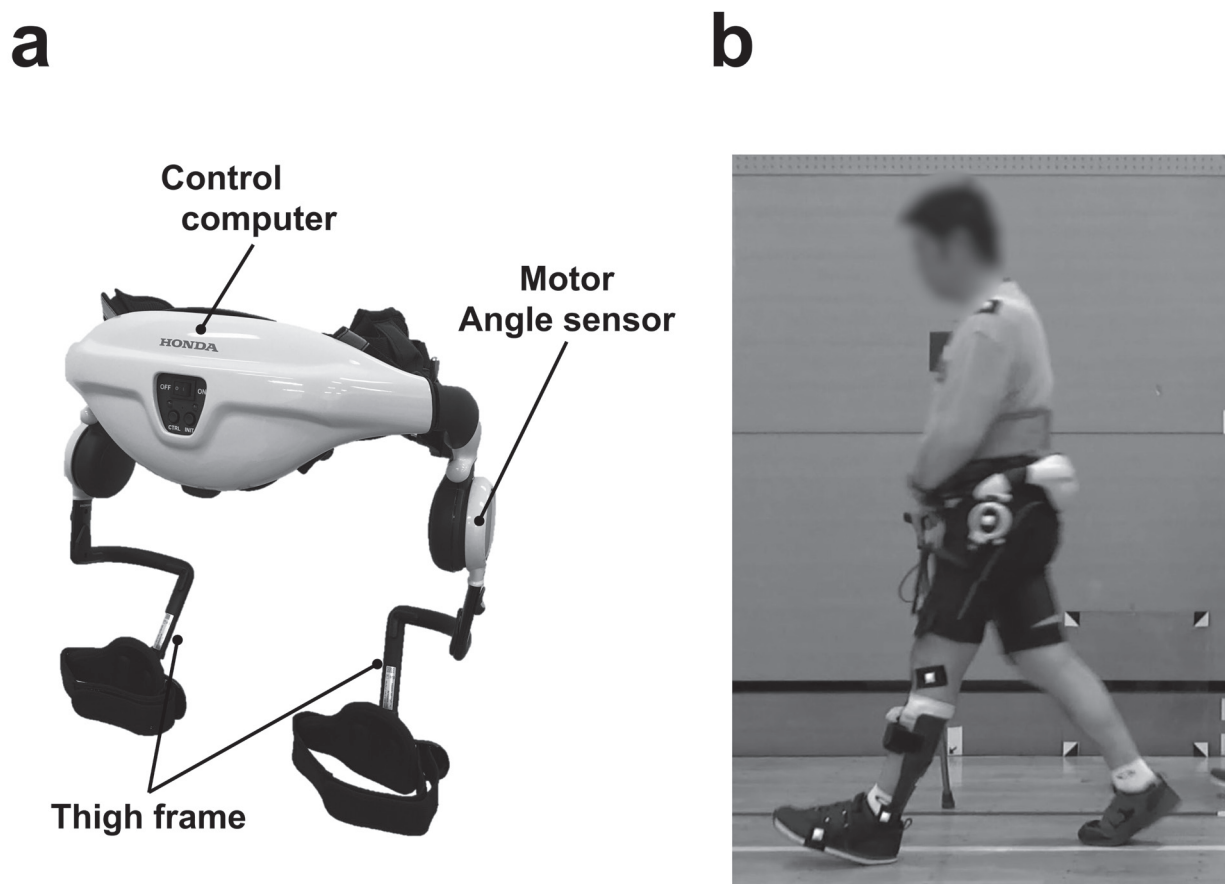 a
b
Control
computer
Motor
Angle sensor
HONDA
OFF
ON
CTRL INIT
Thigh frame